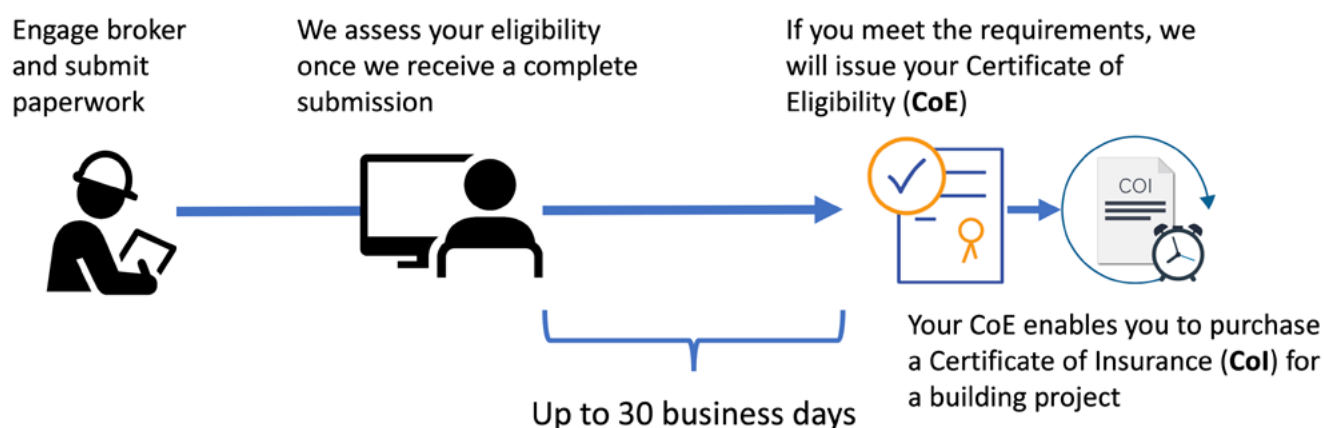 Engage broker
and submit
paperwork
We assess your eligibility
once we receive a complete
submission
If you meet the requirements, we
will issue your Certificate of
Eligibility (CoE)
COI
Up to 30 business days
Your CoE enables you to purchase
a Certificate of Insurance (CoI) for
a building project